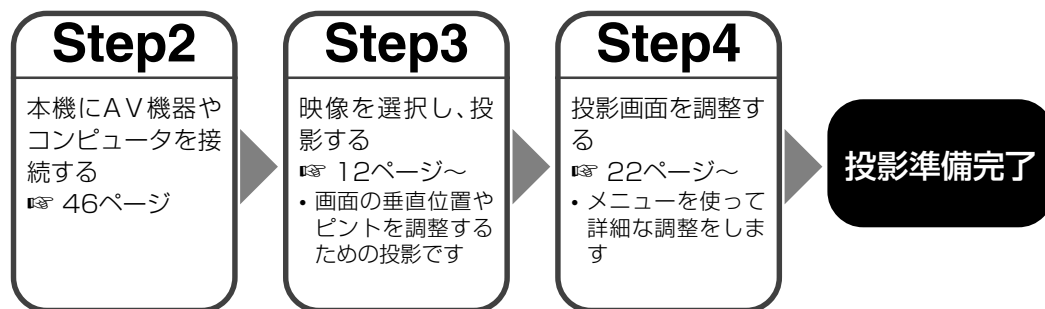 Step2
本機にAV機器や
コンピュータを接
続する
☞ 46ページ
Step3
映像を選択し、投
影する
☞ 12ページ～
• 画面の垂直位置や
ピントを調整する
ための投影です
Step4
投影画面を調整す
る
☞ 22ページ～
• メニューを使って
詳細な調整をしま
す
投影準備完了